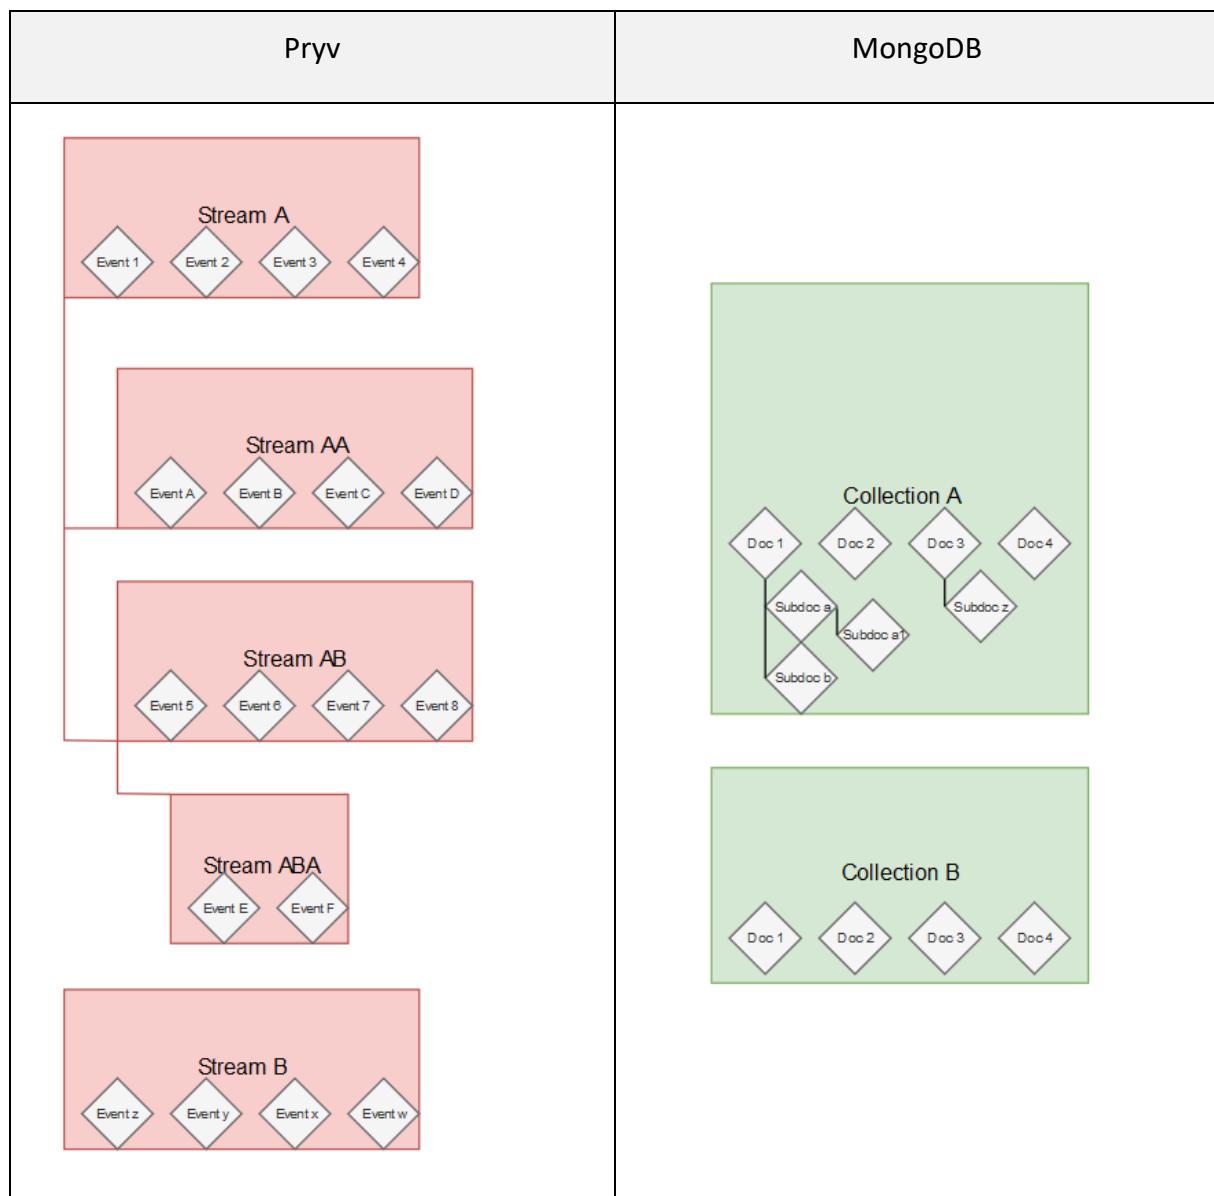 Pryv
MongoDB
Stream A
Event 1
Event 2
Event 3
Event 4
Stream AA
Event A
Event B
Event C
Event D
Stream AB
Event 5
Event 6
Event 7
Event 8
Stream ABA
Event E
Event F
Stream B
Event z
Event y
Event x
Event w
Collection A
Doc 1
Doc 2
Doc 3
Doc 4
Subdoc a
Subdoc z
Subdoc a1
Subdoc b
Collection B
Doc 1
Doc 2
Doc 3
Doc 4